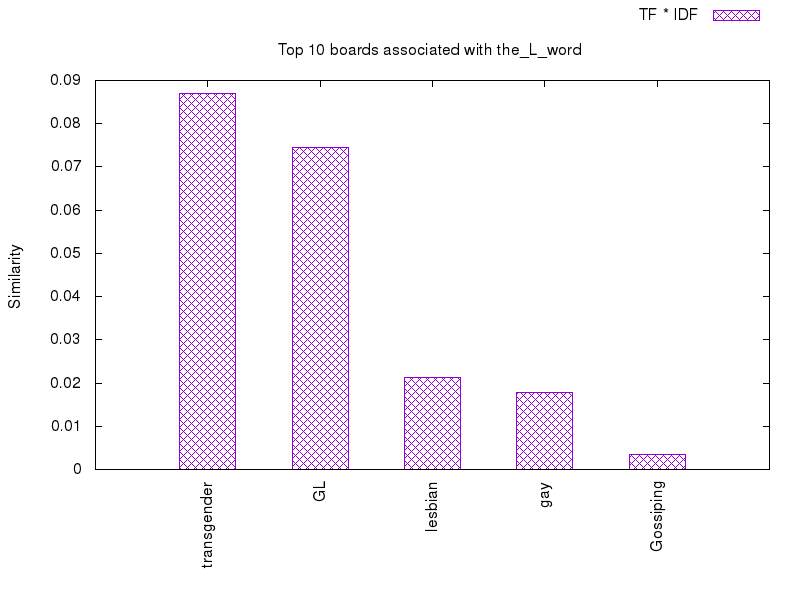 TF * IDF
Top 10 boards associated with the_L_word
0.09
0.08
0.07
0.06
0.05
0.04
0.03
0.02
0.01
0
Similarity
transgender
GL
lesbian
gay
Gossiping